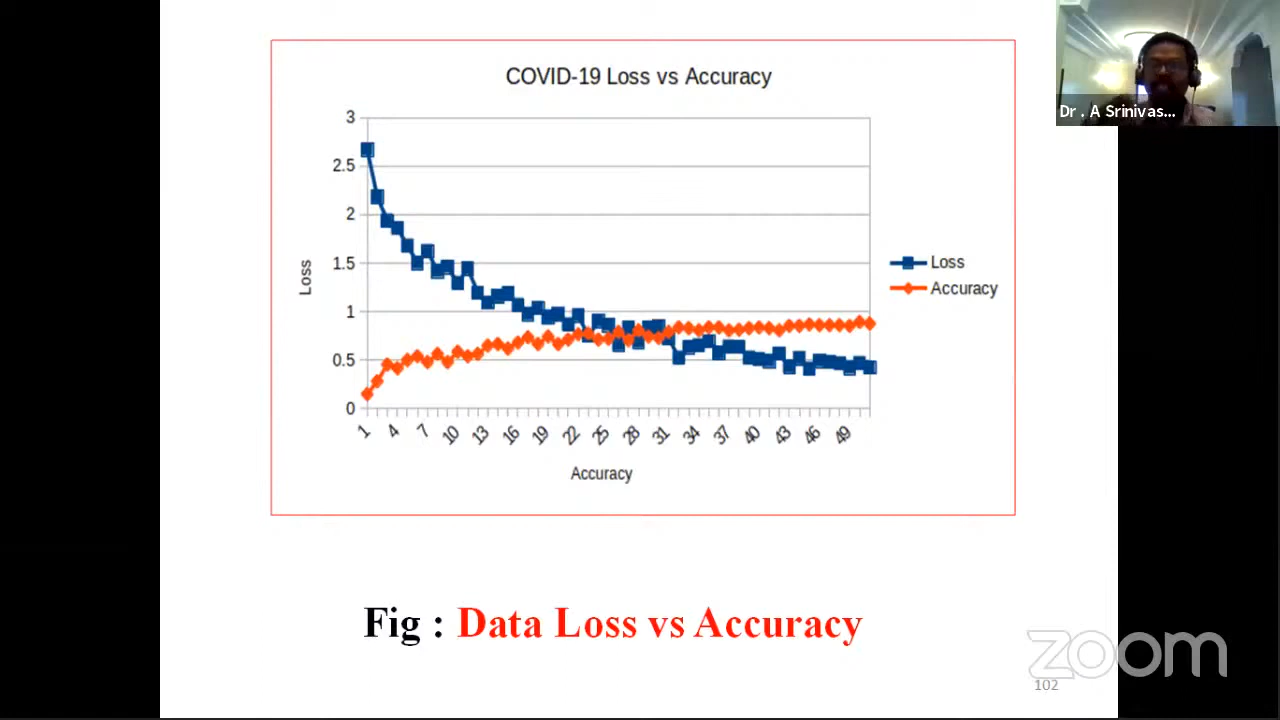 COVID-19 Loss vs Accuracy
Dr . A Srinivas...
3
2.5
2
1.5
1
0.5
0
Loss
Loss
Accuracy
1 4 7 10 13 16 19 22 25 28 31 34 37 40 43 46 49
Accuracy
Fig : Data Loss vs Accuracy
zoom
102